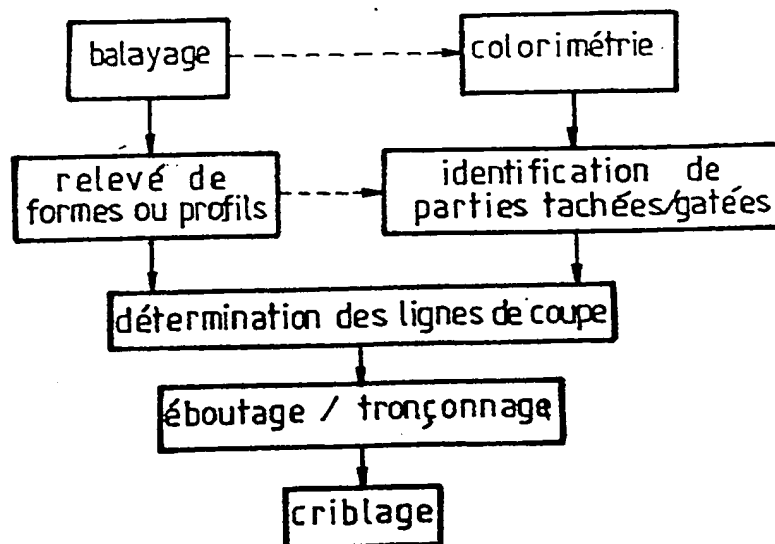 balayage
colorimétrie
relevé de
formes ou profils
identification de
parties tachées/gatées
détermination des lignes de coupe
éboutage / tronçonnage
criblage